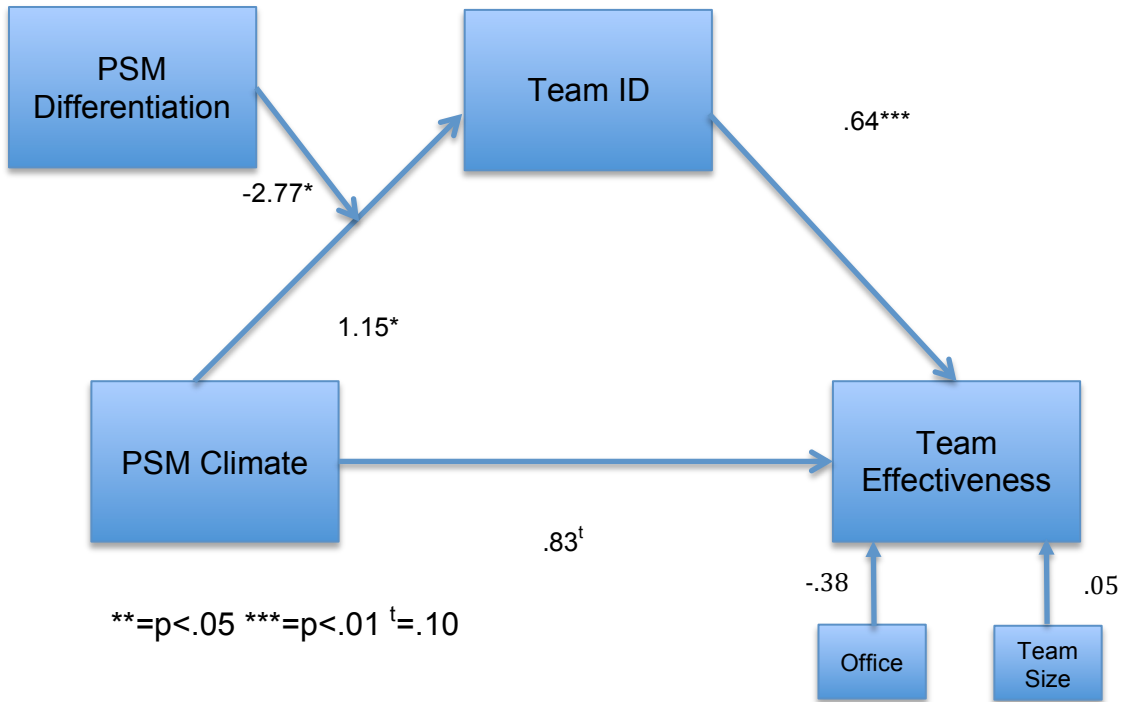 PSM
Differentiation
Team ID
.64***
-2.77*
1.15*
PSM Climate
Team
Effectiveness
.83ᵗ
-.38
.05
**=p<.05 ***=p<.01 ᵗ=.10
Office
Team
Size